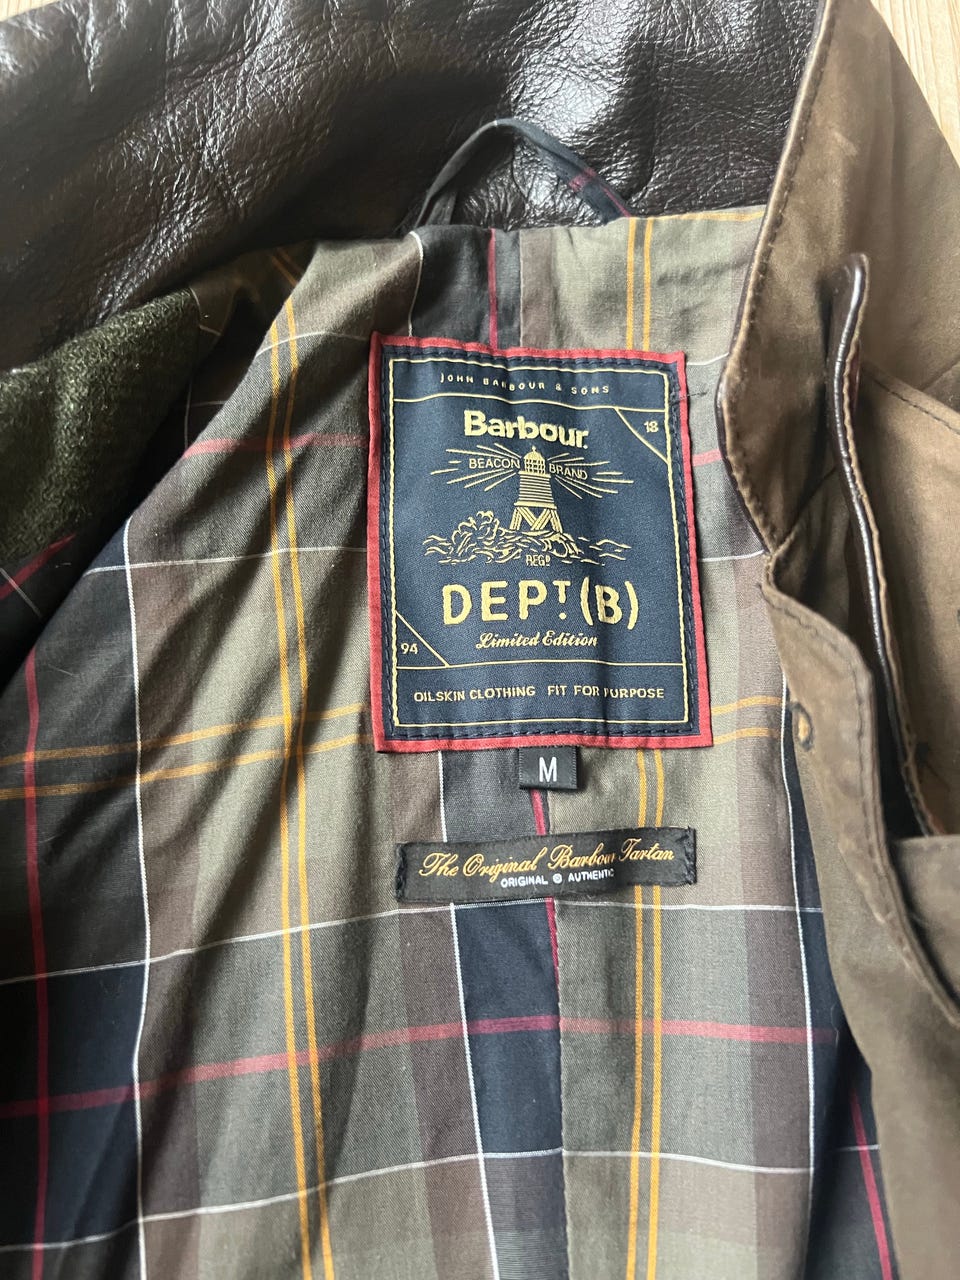 JOHN BARBOUR & SONS
Barbour
18
BEACON BRAND
REGD
DEPT. (B)
Limited Edition
94
OILSKIN CLOTHING FIT FOR PURPOSE
M
The Original Barbour Tartan
ORIGINAL & AUTHENTIC